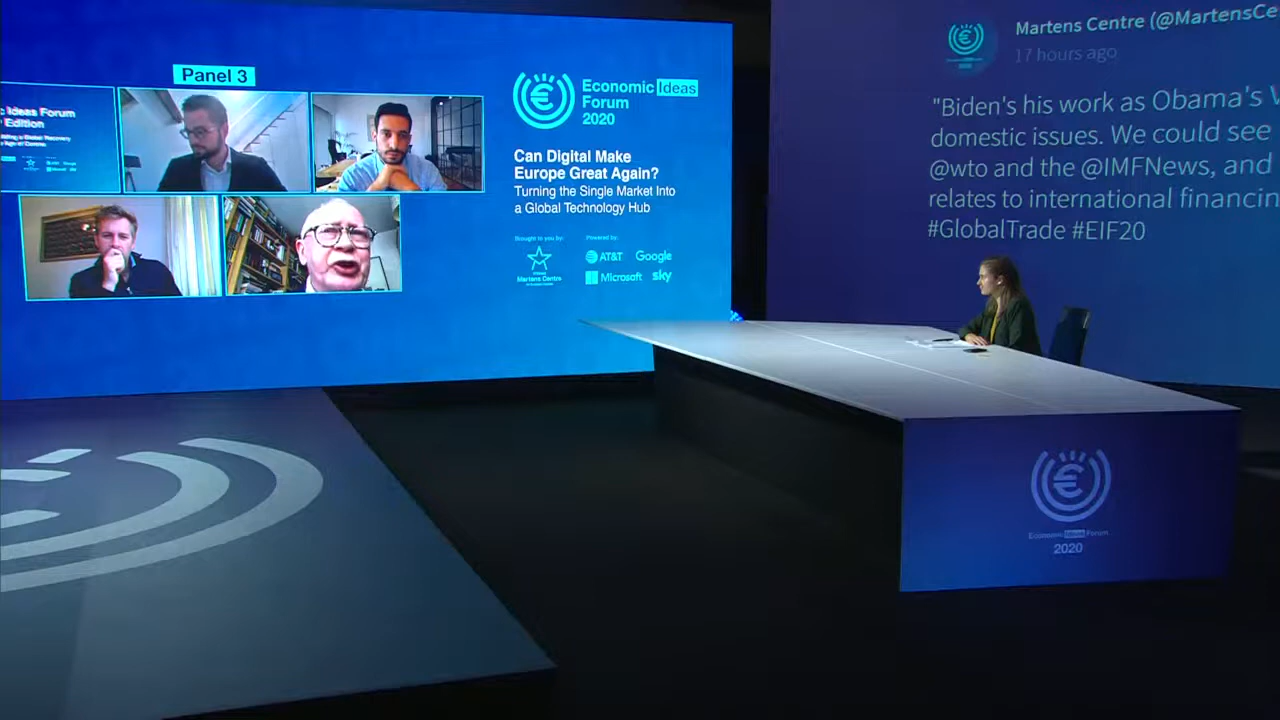 Panel 3
Ideas Forum
Edition
Economic Ideas
Forum
2020
Can Digital Make
Europe Great Again?
Turning the Single Market Into
a Global Technology Hub
Brought to you by:
Powered by:
Martens Centre
AT&T
Google
Microsoft
sky
Martens Centre (@MartensCe
17 hours ago
"Biden's his work as Obama's V
domestic issues. We could see
@wto and the @IMFNews, and
relates to international financin
#GlobalTrade #EIF20
Economic Ideas Forum
2020